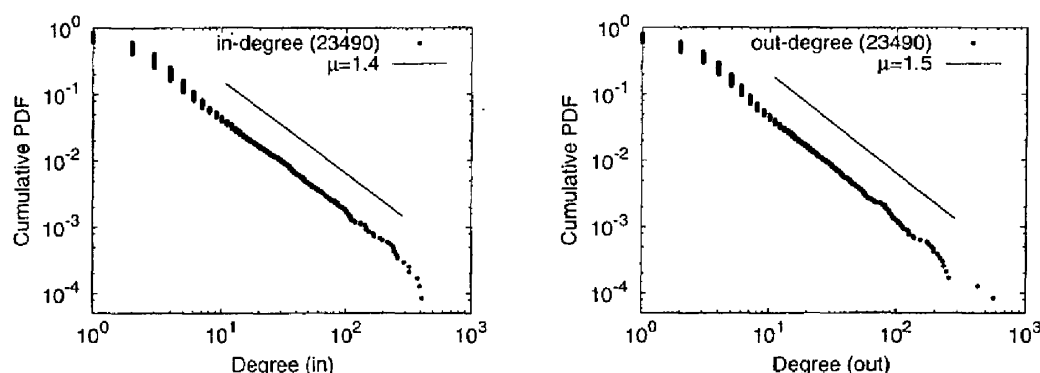 in-degree (23490)
μ=1.4
Cumulative PDF
10^0
10^-1
10^-2
10^-3
10^-4
10^0
10^1
10^2
10^3
Degree (in)
out-degree (23490)
μ=1.5
Cumulative PDF
10^0
10^-1
10^-2
10^-3
10^-4
10^0
10^1
10^2
10^3
Degree (out)